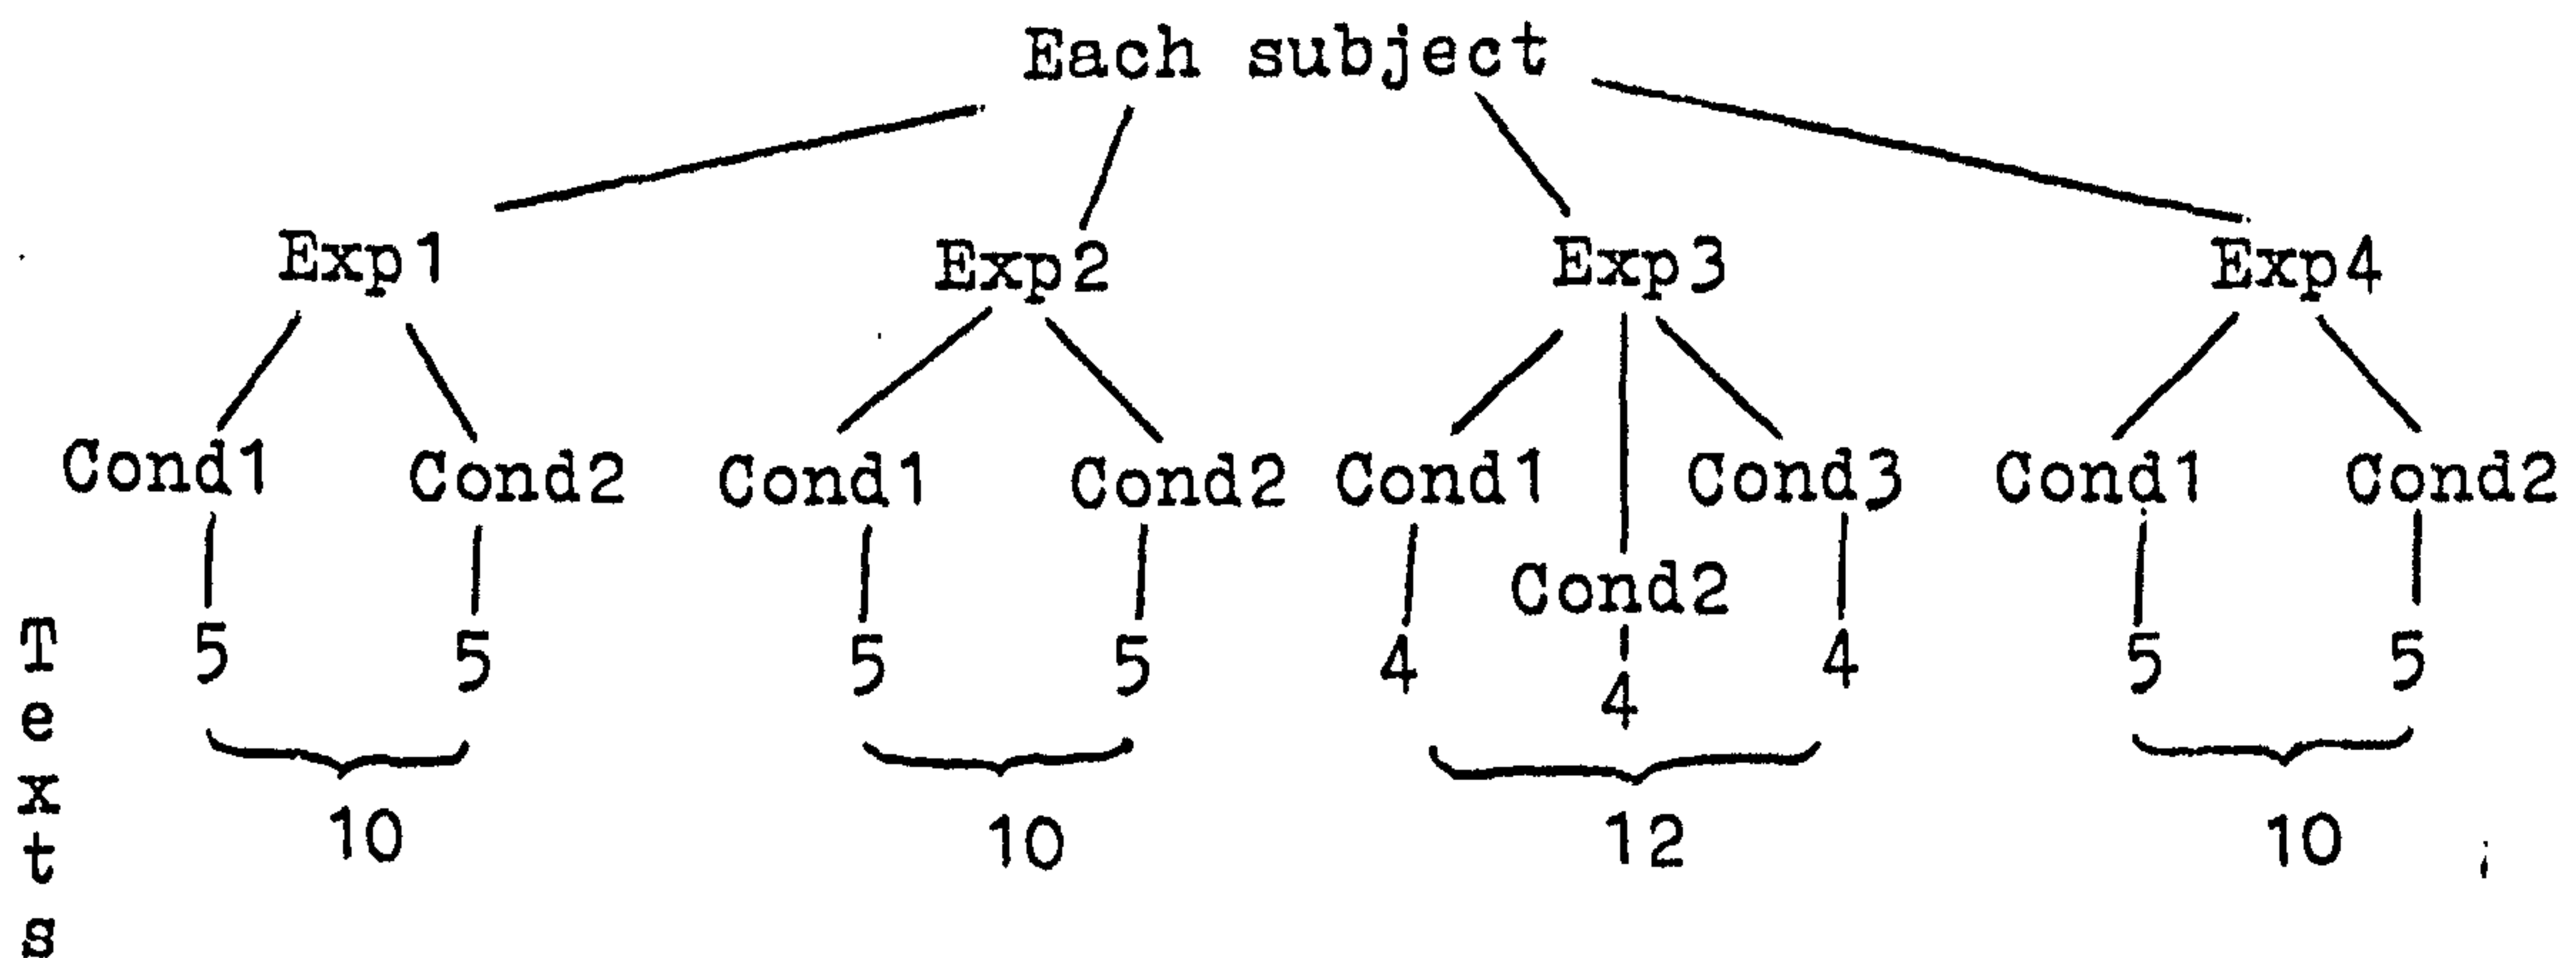 Each subject
Exp1 Exp2 Exp3 Exp4
Cond1 Cond2 Cond1 Cond2 Cond1 Cond3 Cond1 Cond2
Cond2
5 5 5 5 4 4 5 5
4
10 10 12 10
Texts